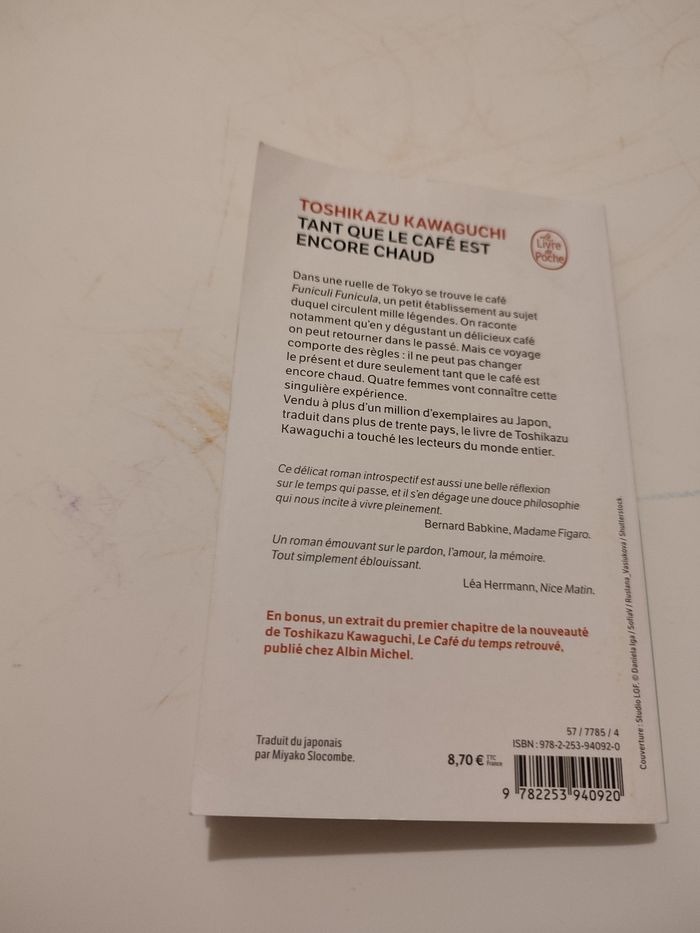 TOSHIKAZU KAWAGUCHI
TANT QUE LE CAFÉ EST
ENCORE CHAUD
Le
Livre
de
Poche
Dans une ruelle de Tokyo se trouve le café
Funiculi Funicula, un petit établissement au sujet
duquel circulent mille légendes. On raconte
notamment qu'en y dégustant un délicieux café
on peut retourner dans le passé. Mais ce voyage
comporte des règles : il ne peut pas changer
le présent et dure seulement tant que le café est
encore chaud. Quatre femmes vont connaître cette
singulière expérience.
Vendu à plus d'un million d'exemplaires au Japon,
traduit dans plus de trente pays, le livre de Toshikazu
Kawaguchi a touché les lecteurs du monde entier.
Ce délicat roman introspectif est aussi une belle réflexion
sur le temps qui passe, et il s'en dégage une douce philosophie
qui nous incite à vivre pleinement.
Bernard Babkine, Madame Figaro.
Un roman émouvant sur le pardon, l'amour, la mémoire.
Tout simplement éblouissant.
Léa Herrmann, Nice Matin.
En bonus, un extrait du premier chapitre de la nouveauté
de Toshikazu Kawaguchi, Le Café du temps retrouvé,
publié chez Albin Michel.
Traduit du japonais
par Miyako Slocombe.
8,70 € TTC
France
57 / 7785 / 4
ISBN : 978-2-253-94092-0
9 782253 940920
Couverture : Studio LGF. © Daniela Iga / SofiaV / Ruslana_Vasiukova / Shutterstock